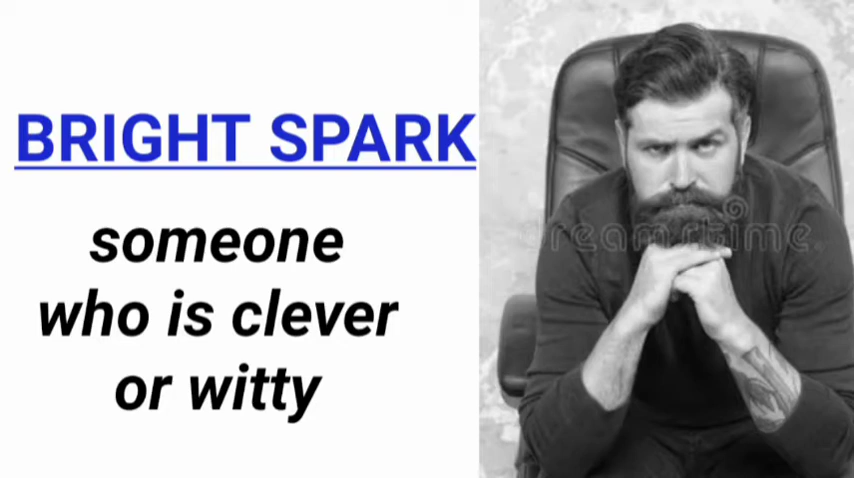 BRIGHT SPARK
someone
who is clever
or witty
dreamstime.